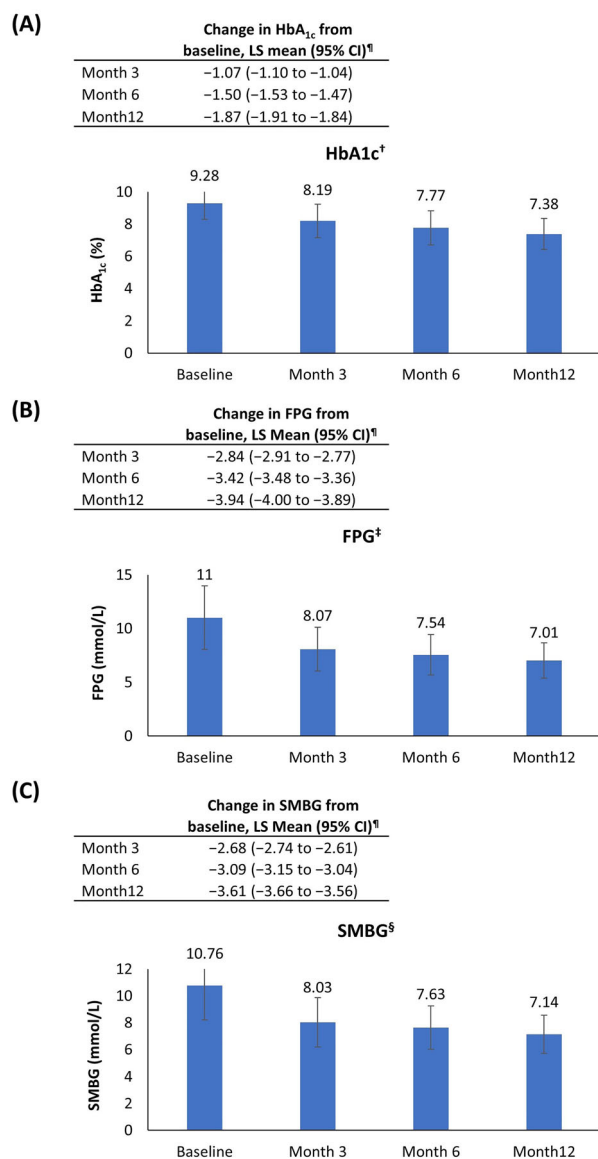 (A)
Change in HbA1c from
baseline, LS mean (95% CI)¶
Month 3 −1.07 (−1.10 to −1.04)
Month 6 −1.50 (−1.53 to −1.47)
Month12 −1.87 (−1.91 to −1.84)
HbA1c†
9.28 8.19 7.77 7.38
10
8
6
4
2
0
HbA1c (%)
Baseline Month 3 Month 6 Month12
(B)
Change in FPG from
baseline, LS Mean (95% CI)¶
Month 3 −2.84 (−2.91 to −2.77)
Month 6 −3.42 (−3.48 to −3.36)
Month12 −3.94 (−4.00 to −3.89)
FPG‡
11 8.07 7.54 7.01
15
10
5
0
FPG (mmol/L)
Baseline Month 3 Month 6 Month12
(C)
Change in SMBG from
baseline, LS Mean (95% CI)¶
Month 3 −2.68 (−2.74 to −2.61)
Month 6 −3.09 (−3.15 to −3.04)
Month12 −3.61 (−3.66 to −3.56)
SMBG§
10.76 8.03 7.63 7.14
12
10
8
6
4
2
0
SMBG (mmol/L)
Baseline Month 3 Month 6 Month12